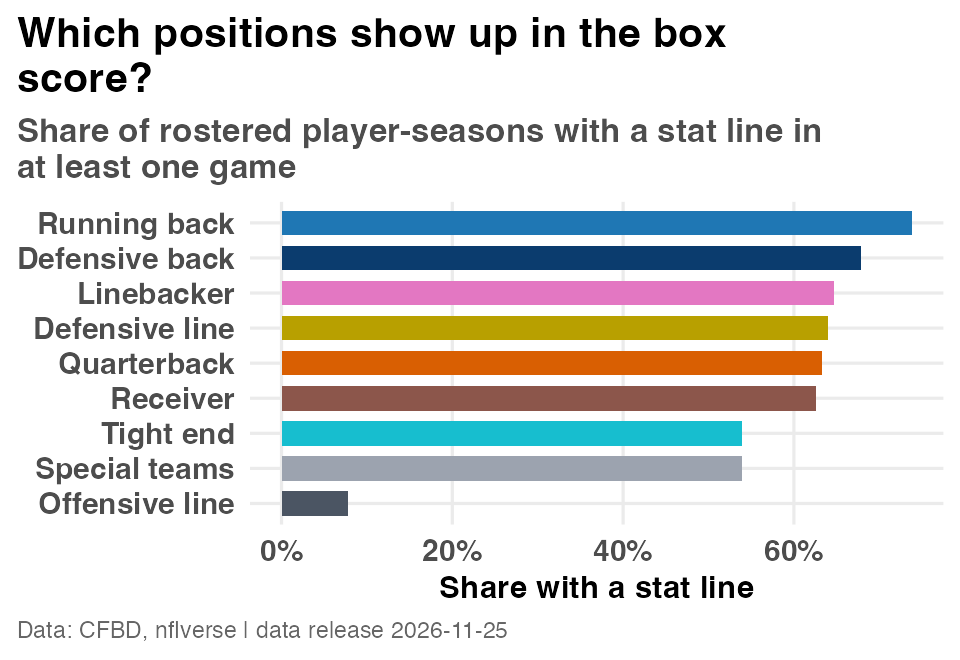 Which positions show up in the box
score?
Share of rostered player-seasons with a stat line in
at least one game
Running back
Defensive back
Linebacker
Defensive line
Quarterback
Receiver
Tight end
Special teams
Offensive line
0% 20% 40% 60%
Share with a stat line
Data: CFBD, nflverse | data release 2026-11-25